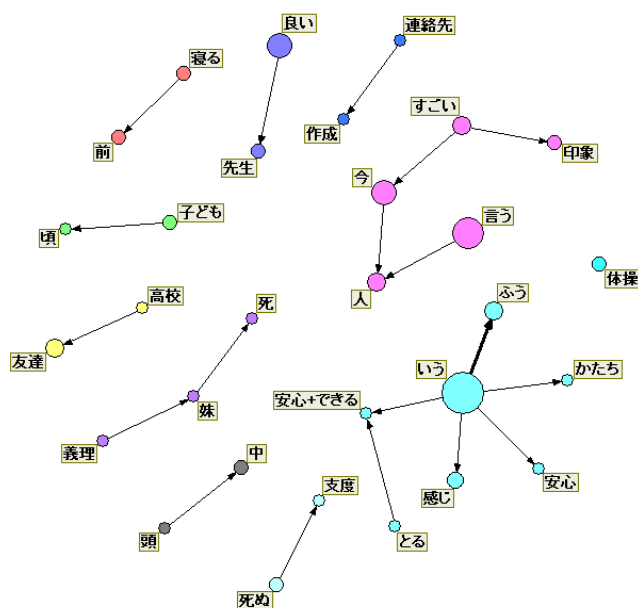 良い
連絡先
寝る
すごい
作成
印象
前
先生
今
子ども
言う
頃
体操
人
ふう
高校
死
友達
いう
かたち
安心+できる
妹
義理
中
安心
支度
感じ
頭
とる
死ぬ